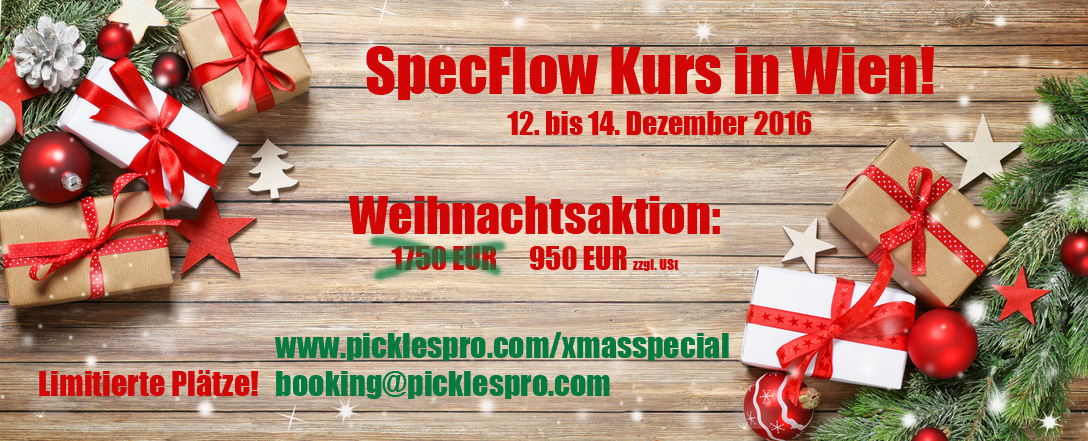 SpecFlow Kurs in Wien!
12. bis 14. Dezember 2016
Weihnachtsaktion:
1750 EUR 950 EUR zzgl. USt
www.picklespro.com/xmasspecial
Limitierte Plätze! booking@picklespro.com